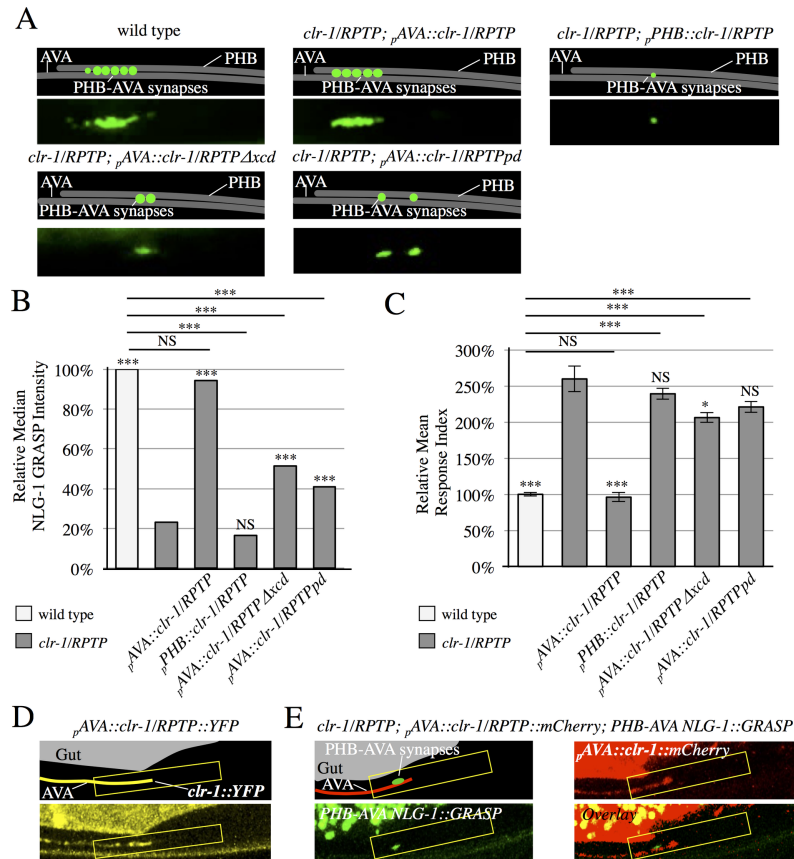 A
wild type
clr-1/RPTP; pAVA::clr-1/RPTP
clr-1/RPTP; pPHB::clr-1/RPTP
AVA
PHB
PHB-AVA synapses
AVA
PHB
PHB-AVA synapses
AVA
PHB
PHB-AVA synapses
clr-1/RPTP; pAVA::clr-1/RPTPΔxcd
clr-1/RPTP; pAVA::clr-1/RPTPpd
AVA
PHB
PHB-AVA synapses
AVA
PHB
PHB-AVA synapses
B
***
***
***
NS
Relative Median
NLG-1 GRASP Intensity
100%
80%
60%
40%
20%
0%
***
***
NS
***
***
pAVA::clr-1/RPTP
pPHB::clr-1/RPTP
pAVA::clr-1/RPTPΔxcd
pAVA::clr-1/RPTPpd
wild type
clr-1/RPTP
C
***
***
***
NS
Relative Mean
Response Index
300%
250%
200%
150%
100%
50%
0%
***
***
NS
*
NS
pAVA::clr-1/RPTP
pPHB::clr-1/RPTP
pAVA::clr-1/RPTPΔxcd
pAVA::clr-1/RPTPpd
wild type
clr-1/RPTP
D
pAVA::clr-1/RPTP::YFP
Gut
AVA
clr-1::YFP
E
clr-1/RPTP; pAVA::clr-1/RPTP::mCherry; PHB-AVA NLG-1::GRASP
PHB-AVA synapses
Gut
AVA
PHB-AVA NLG-1::GRASP
pAVA::clr-1::mCherry
Overlay